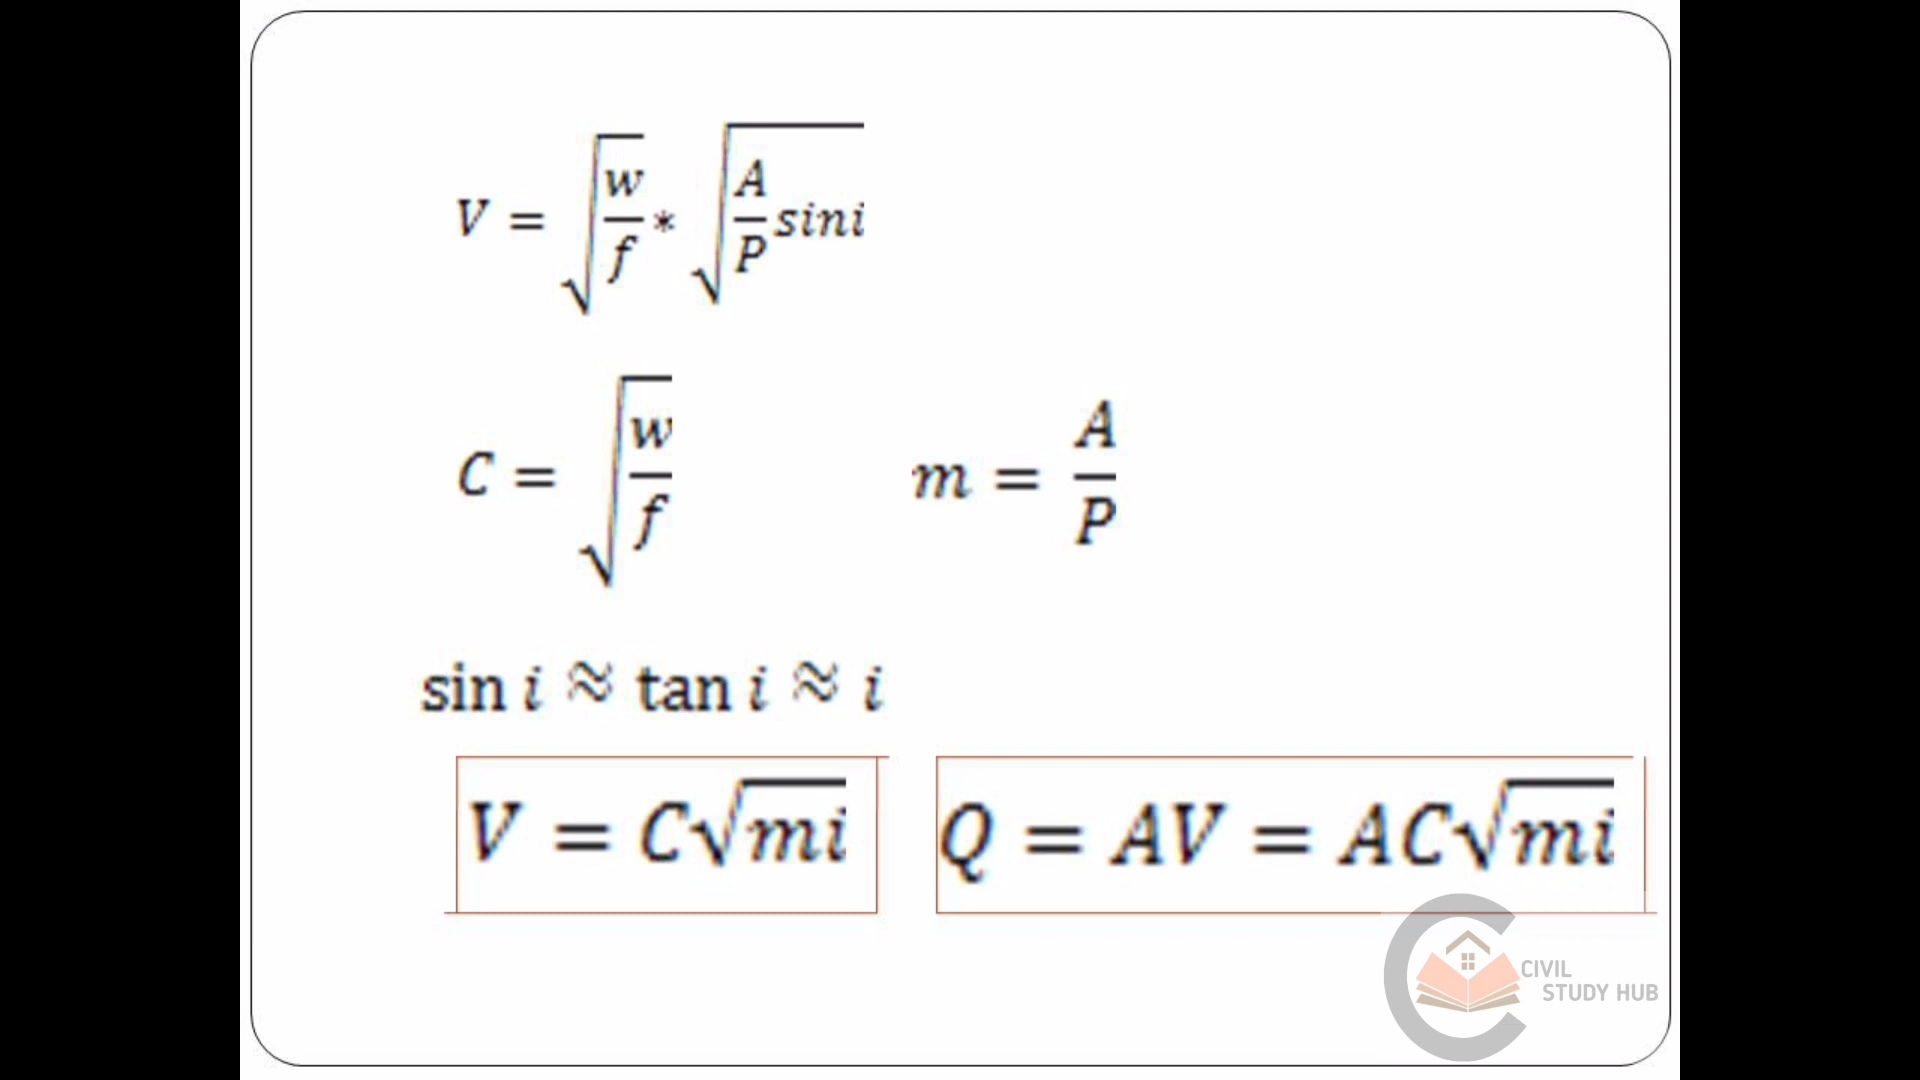 V = √(w/f) * √(A/P sini)
C = √(w/f)
m = A/P
sin i ≈ tan i ≈ i
V = C√mi
Q = AV = AC√mi
CIVIL
STUDY HUB